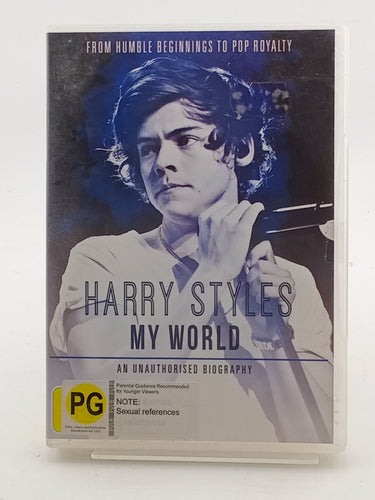 FROM HUMBLE BEGINNINGS TO POP ROYALTY
HARRY STYLES
MY WORLD
AN UNAUTHORISED BIOGRAPHY
PG
Parental Guidance Recommended
for Younger Viewers.
NOTE:
Sexual references